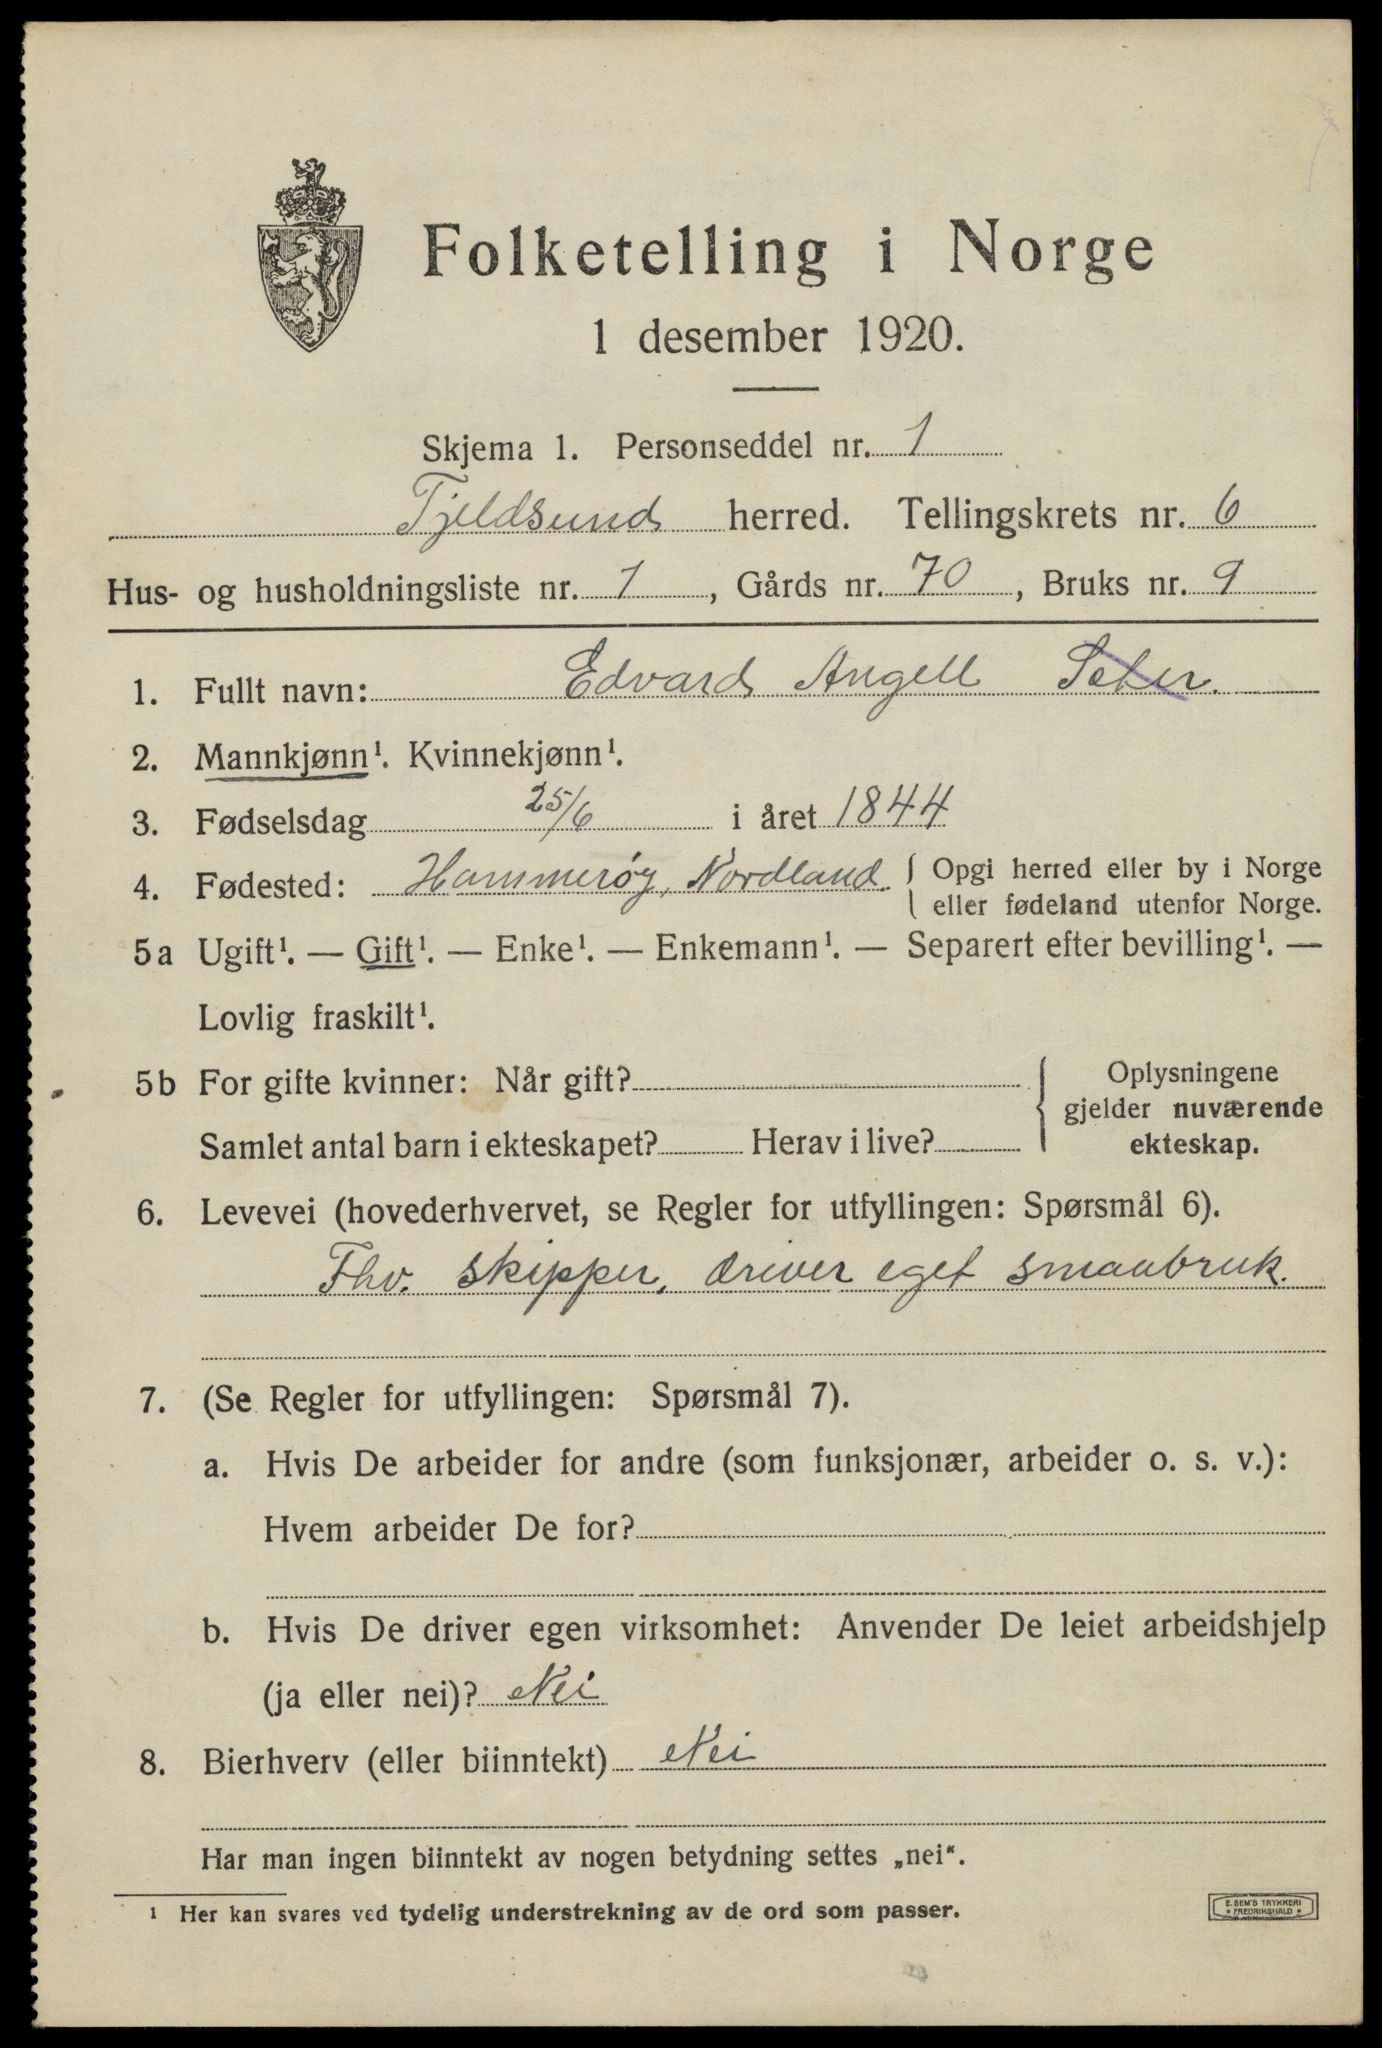 Folketelling i Norge
1 desember 1920.
Skjema 1. Personseddel nr. 1
Tjeldsund herred. Tellingskrets nr. 6
Hus- og husholdningsliste nr. 1, Gårds nr. 70, Bruks nr. 9
1. Fullt navn: Edvard Angell
2. Mannkjønn¹. Kvinnekjønn¹.
3. Fødselsdag 25/6 i året 1844
4. Fødested: Hammerøy, Nordland. { Opgi herred eller by i Norge
eller fødeland utenfor Norge.
5a Ugift¹. — Gift¹. — Enke¹. — Enkemann¹. — Separert efter bevilling¹. —
Lovlig fraskilt¹.
5b For gifte kvinner: Når gift?
Samlet antal barn i ekteskapet? Herav i live?
Oplysningene
gjelder nuværende
ekteskap.
6. Levevei (hovederhvervet, se Regler for utfyllingen: Spørsmål 6).
Fhv. skipper, driver eget smaabruk.
7. (Se Regler for utfyllingen: Spørsmål 7).
a. Hvis De arbeider for andre (som funksjonær, arbeider o. s. v.):
Hvem arbeider De for?
b. Hvis De driver egen virksomhet: Anvender De leiet arbeidshjelp
(ja eller nei)? Nei
8. Bierhverv (eller biinntekt) Nei
Har man ingen biinntekt av nogen betydning settes „nei".
¹ Her kan svares ved tydelig understrekning av de ord som passer.
E. SEM'S TRYKKERI
FREDRIKSHALD